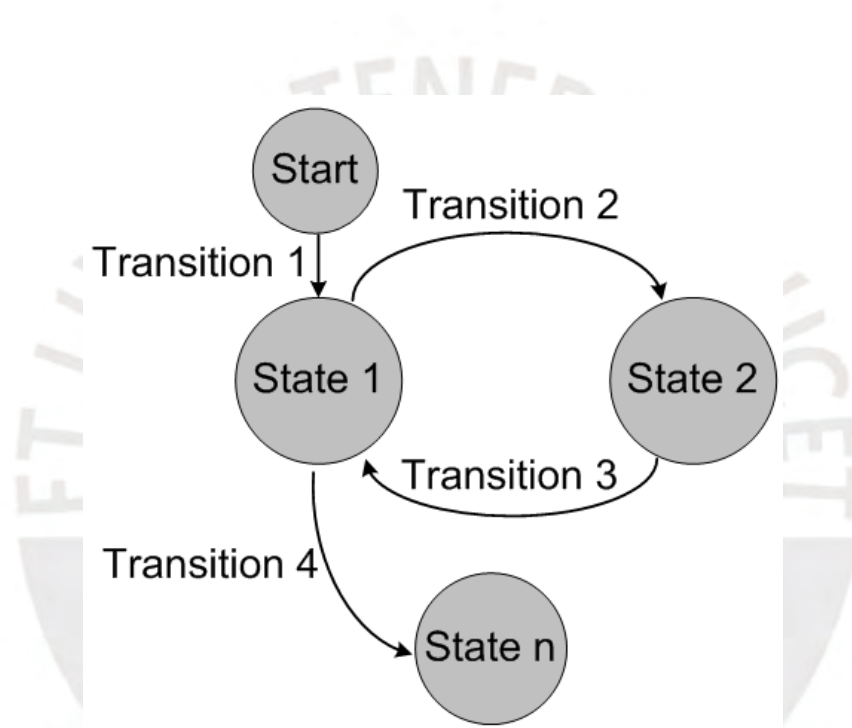 Start
Transition 2
Transition 1
State 1
State 2
Transition 3
Transition 4
State n